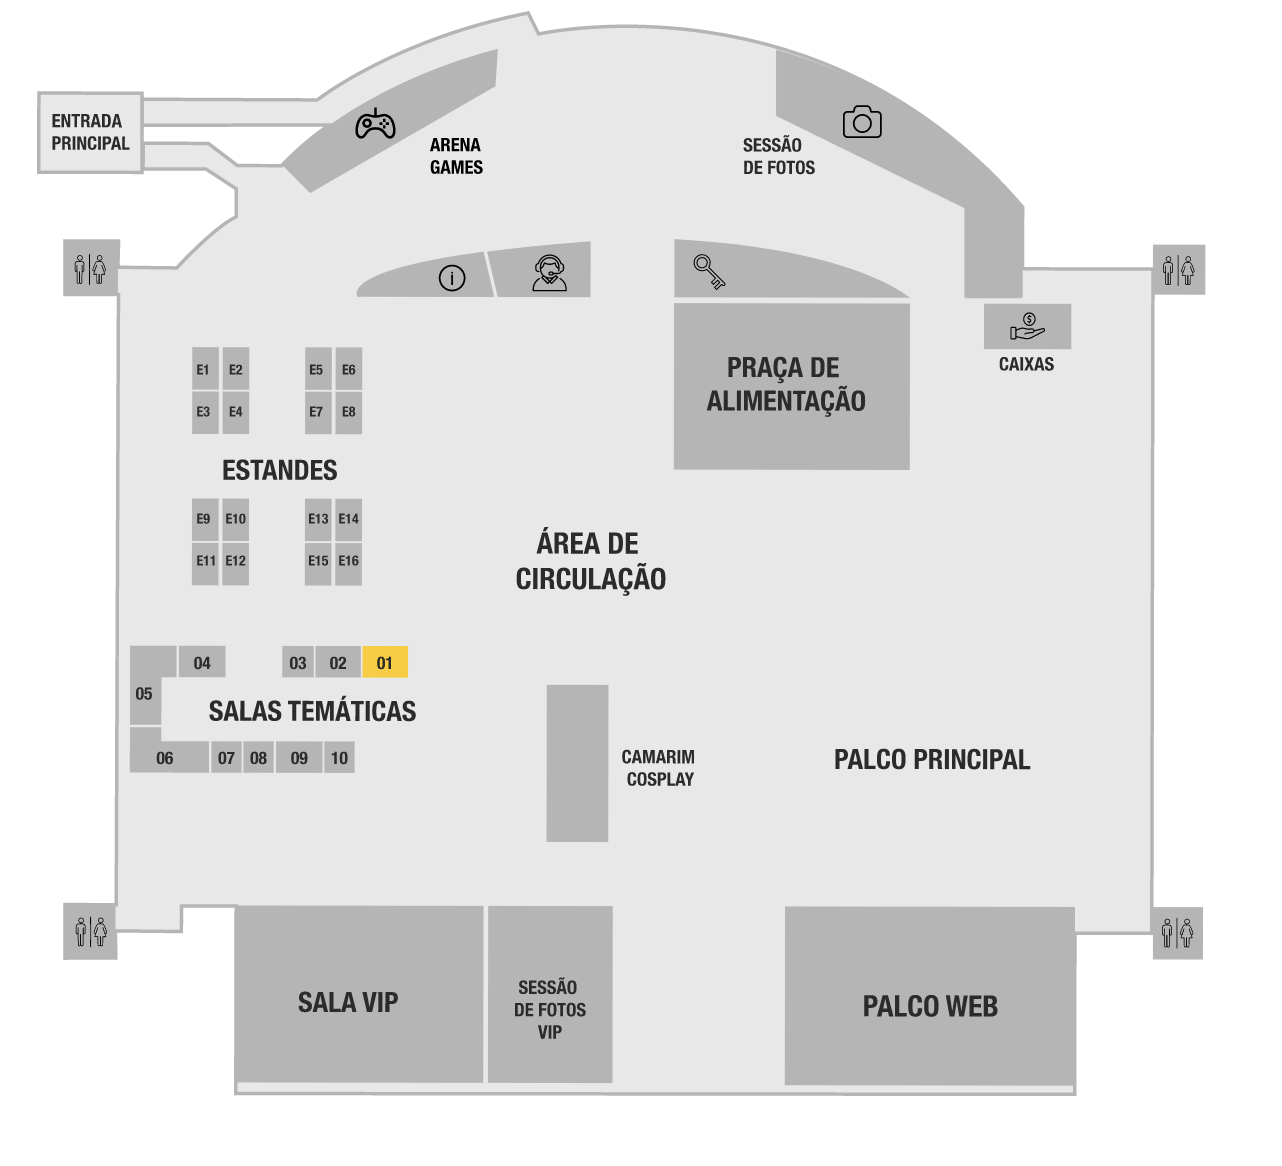 ENTRADA
PRINCIPAL
ARENA
GAMES
SESSÃO
DE FOTOS
i
$
CAIXAS
PRAÇA DE
ALIMENTAÇÃO
E1 E2 E5 E6
E3 E4 E7 E8
ESTANDES
E9 E10 E13 E14
E11 E12 E15 E16
ÁREA DE
CIRCULAÇÃO
04 03 02 01
05
SALAS TEMÁTICAS
06 07 08 09 10
CAMARIM
COSPLAY
PALCO PRINCIPAL
SALA VIP
SESSÃO
DE FOTOS
VIP
PALCO WEB